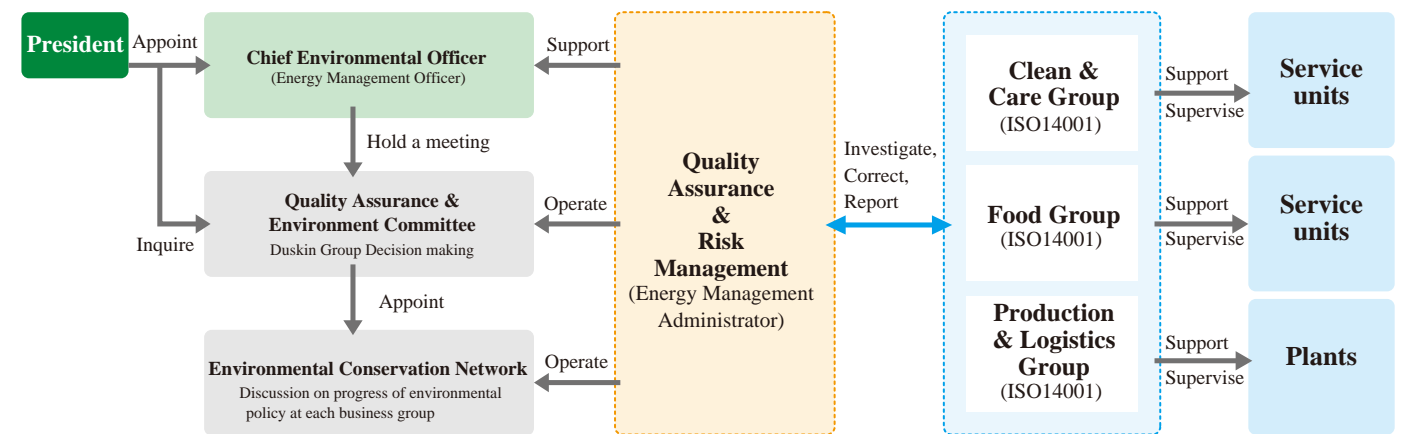 President
Appoint
Chief Environmental Officer
(Energy Management Officer)
Hold a meeting
Inquire
Quality Assurance &
Environment Committee
Duskin Group Decision making
Appoint
Environmental Conservation Network
Discussion on progress of environmental
policy at each business group
Support
Operate
Operate
Quality
Assurance
&
Risk
Management
(Energy Management
Administrator)
Investigate,
Correct,
Report
Clean &
Care Group
(ISO14001)
Support
Supervise
Service
units
Food Group
(ISO14001)
Support
Supervise
Service
units
Production
& Logistics
Group
(ISO14001)
Support
Supervise
Plants